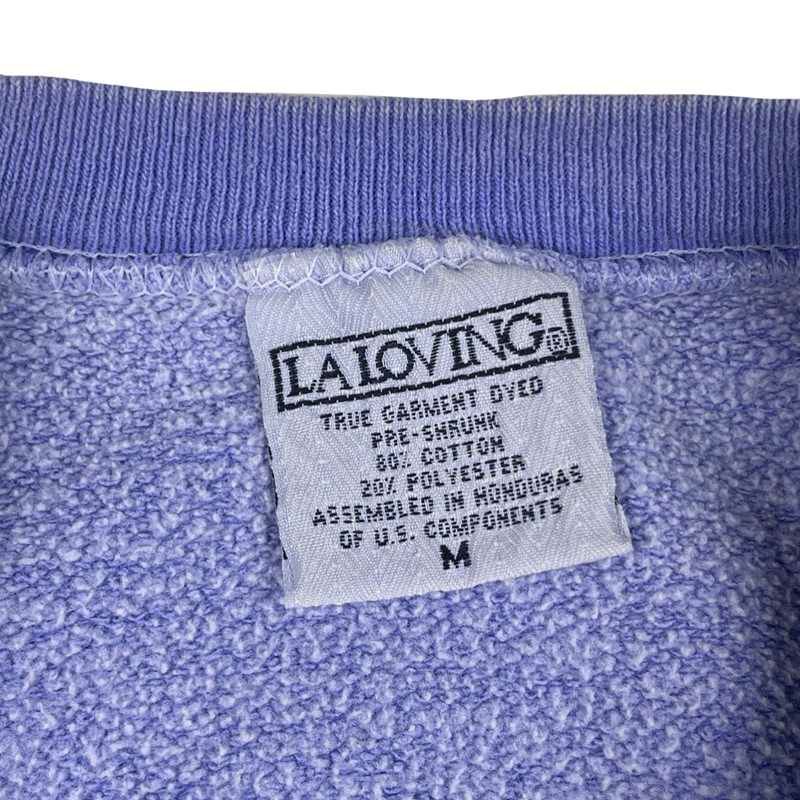 LA LOVING®
TRUE GARMENT DYED
PRE-SHRUNK
80% COTTON
20% POLYESTER
ASSEMBLED IN HONDURAS
OF U.S. COMPONENTS
M